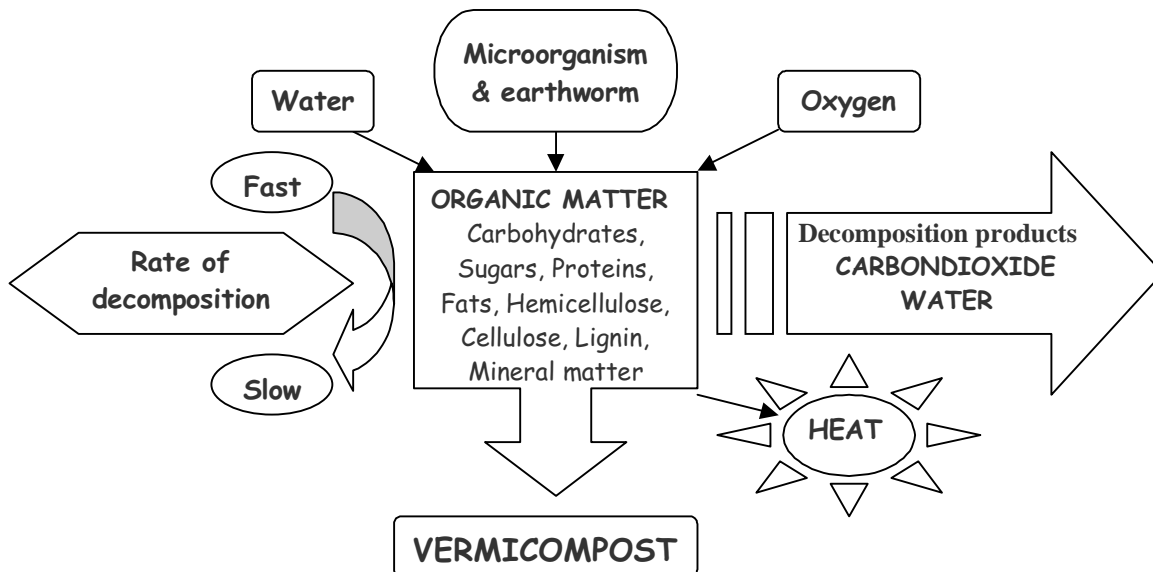 Microorganism
& earthworm
Water
Oxygen
Fast
Rate of
decomposition
Slow
ORGANIC MATTER
Carbohydrates,
Sugars, Proteins,
Fats, Hemicellulose,
Cellulose, Lignin,
Mineral matter
Decomposition products
CARBONDIOXIDE
WATER
HEAT
VERMICOMPOST